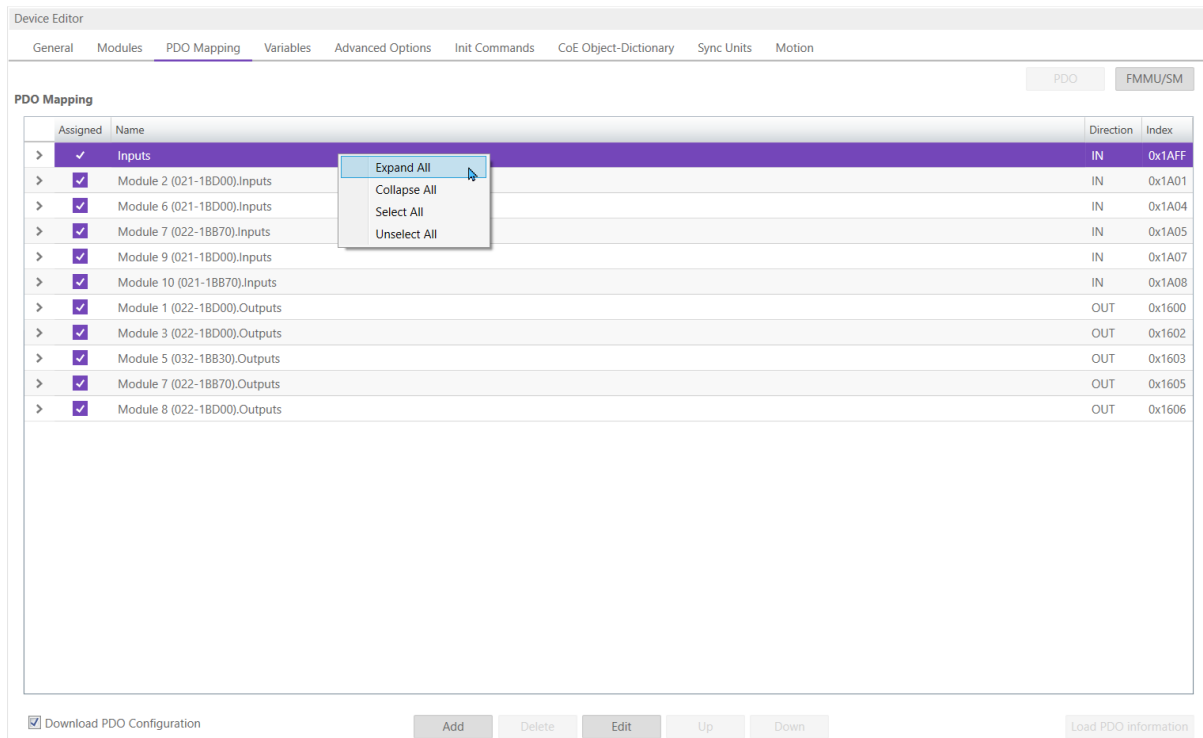 Device Editor
General Modules PDO Mapping Variables Advanced Options Init Commands CoE Object-Dictionary Sync Units Motion
PDO FMMU/SM
PDO Mapping
Assigned Name Direction Index
Inputs IN 0x1AFF
Module 2 (021-1BD00).Inputs IN 0x1A01
Module 6 (021-1BD00).Inputs IN 0x1A04
Module 7 (022-1BB70).Inputs IN 0x1A05
Module 9 (021-1BD00).Inputs IN 0x1A07
Module 10 (021-1BB70).Inputs IN 0x1A08
Module 1 (022-1BD00).Outputs OUT 0x1600
Module 3 (022-1BD00).Outputs OUT 0x1602
Module 5 (032-1BB30).Outputs OUT 0x1603
Module 7 (022-1BB70).Outputs OUT 0x1605
Module 8 (022-1BD00).Outputs OUT 0x1606
Expand All
Collapse All
Select All
Unselect All
Download PDO Configuration Add Delete Edit Up Down Load PDO information